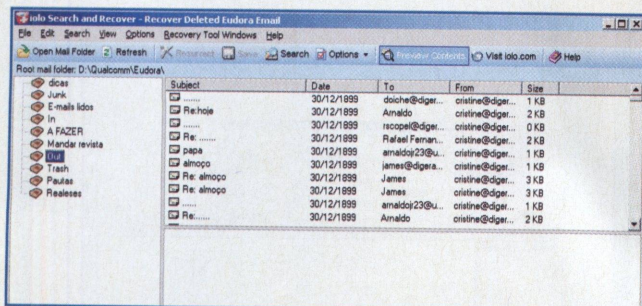 iolo Search and Recover - Recover Deleted Eudora Email
File Edit Search View Options Recovery Tool Windows Help
Open Mail Folder Refresh Resurrect Save Search Options Preview Contents Visit iolo.com Help
Root mail folder: D:\Qualcomm\Eudora\
dicas
Junk
E-mails lidos
In
A FAZER
Mandar revista
Out
Trash
Pautas
Realeses
Subject Date To From Size
....... 30/12/1899 doiche@diger... cristine@diger... 1 KB
Re:hoje 30/12/1899 Arnaldo cristine@diger... 2 KB
....... 30/12/1899 rscopel@diger... cristine@diger... 0 KB
Re: ....... 30/12/1899 Rafael Fernan... cristine@diger... 2 KB
papa 30/12/1899 arnaldojr23@u... cristine@diger... 1 KB
almoço 30/12/1899 james@digera... cristine@diger... 1 KB
Re: almoço 30/12/1899 James cristine@diger... 3 KB
Re: almoço 30/12/1899 James cristine@diger... 3 KB
...... 30/12/1899 arnaldojr23@u... cristine@diger... 1 KB
Re:...... 30/12/1899 Arnaldo cristine@diger... 2 KB